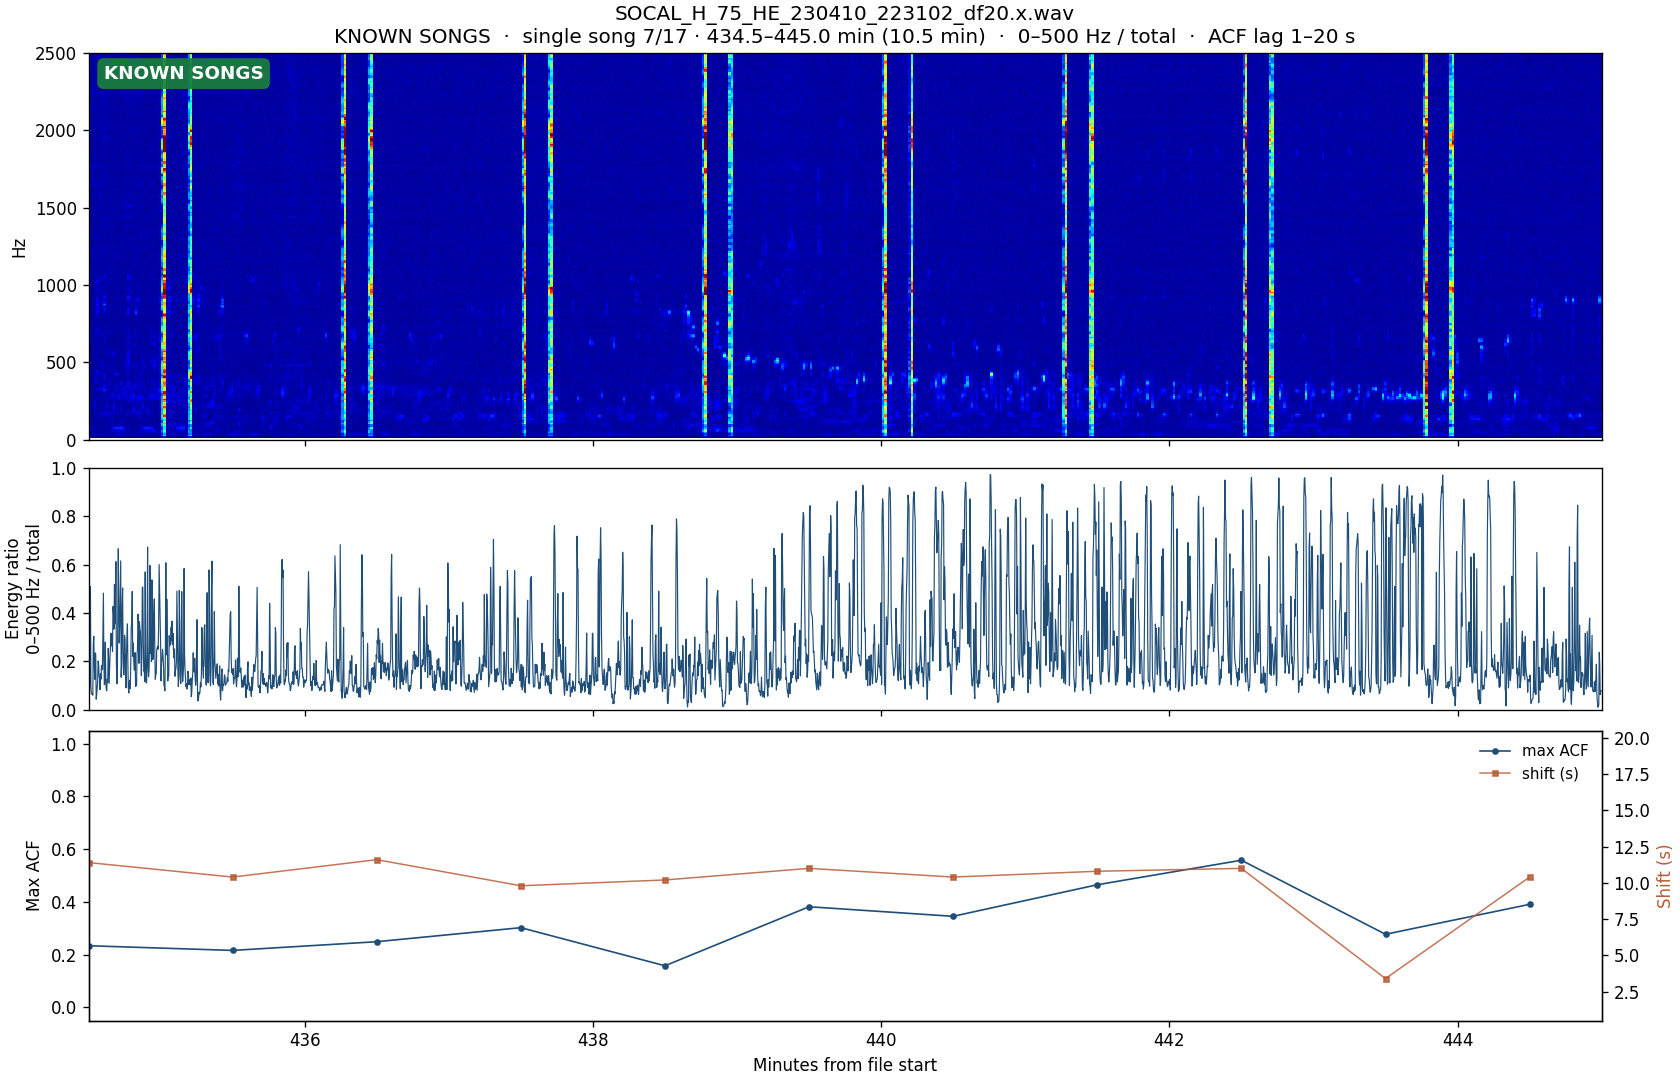 SOCAL_H_75_HE_230410_223102_df20.x.wav
KNOWN SONGS · single song 7/17 · 434.5–445.0 min (10.5 min) · 0–500 Hz / total · ACF lag 1–20 s
KNOWN SONGS
2500
2000
1500
1000
500
0
Hz
1.0
0.8
0.6
0.4
0.2
0.0
Energy ratio
0–500 Hz / total
1.0
0.8
0.6
0.4
0.2
0.0
Max ACF
max ACF
shift (s)
20.0
17.5
15.0
12.5
10.0
7.5
5.0
2.5
Shift (s)
436
438
440
442
444
Minutes from file start